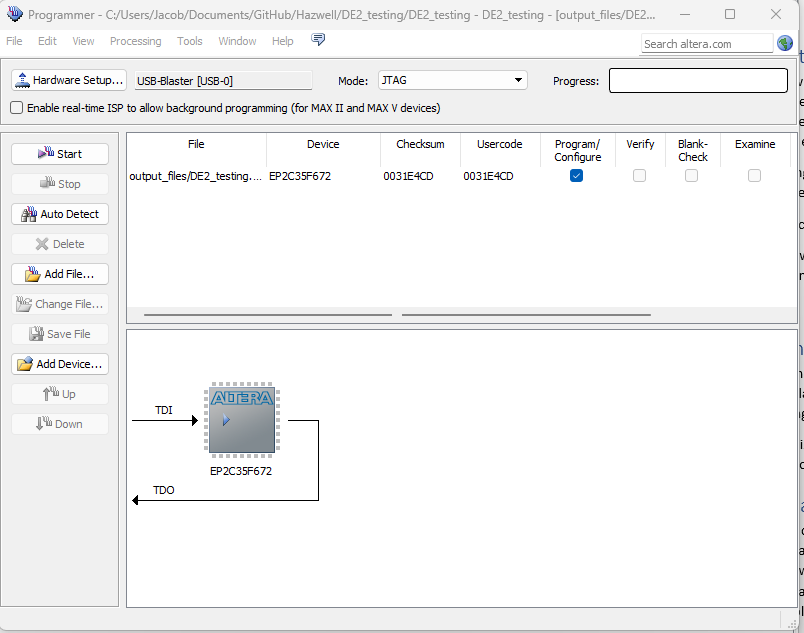 Programmer - C:/Users/Jacob/Documents/GitHub/Hazwell/DE2_testing/DE2_testing - DE2_testing - [output_files/DE2...
File Edit View Processing Tools Window Help
Search altera.com
Hardware Setup... USB-Blaster [USB-0] Mode: JTAG Progress:
Enable real-time ISP to allow background programming (for MAX II and MAX V devices)
Start
Stop
Auto Detect
Delete
Add File...
Change File...
Save File
Add Device...
Up
Down
File Device Checksum Usercode Program/ Verify Blank- Examine
Configure Check
output_files/DE2_testing.... EP2C35F672 0031E4CD 0031E4CD
ALTERA
TDI
EP2C35F672
TDO